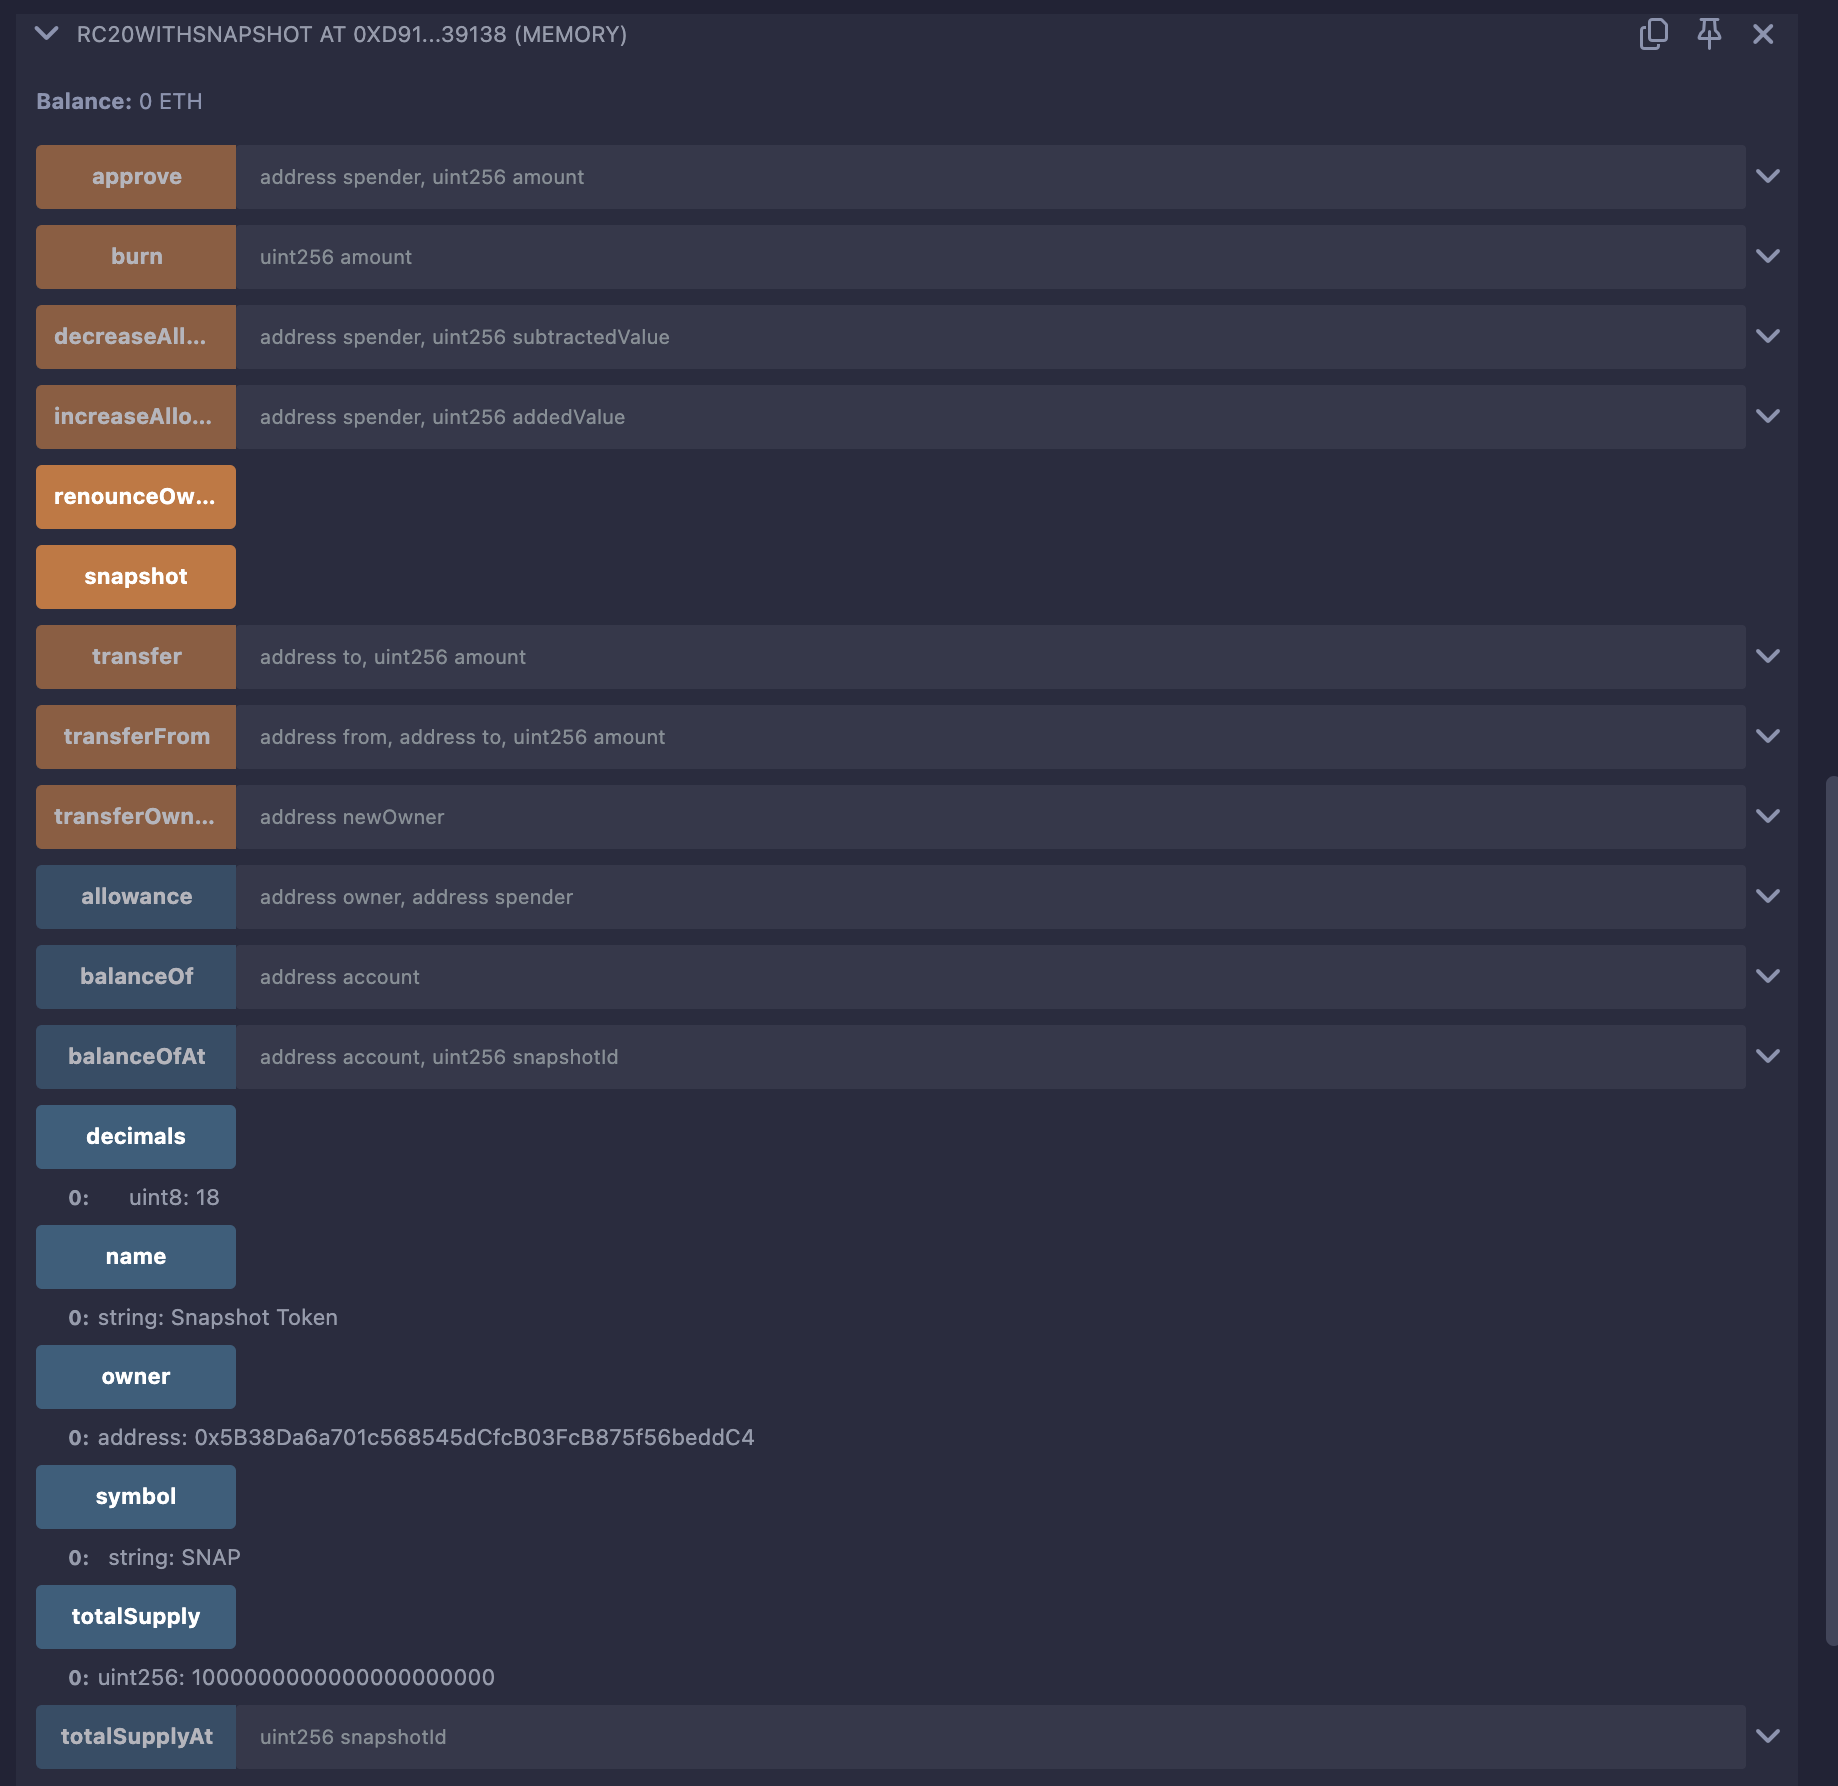 RC20WITHSNAPSHOT AT 0XD91...39138 (MEMORY)
Balance: 0 ETH
approve address spender, uint256 amount
burn uint256 amount
decreaseAll... address spender, uint256 subtractedValue
increaseAllo... address spender, uint256 addedValue
renounceOw...
snapshot
transfer address to, uint256 amount
transferFrom address from, address to, uint256 amount
transferOwn... address newOwner
allowance address owner, address spender
balanceOf address account
balanceOfAt address account, uint256 snapshotId
decimals
0: uint8: 18
name
0: string: Snapshot Token
owner
0: address: 0x5B38Da6a701c568545dCfcB03FcB875f56beddC4
symbol
0: string: SNAP
totalSupply
0: uint256: 1000000000000000000000
totalSupplyAt uint256 snapshotId